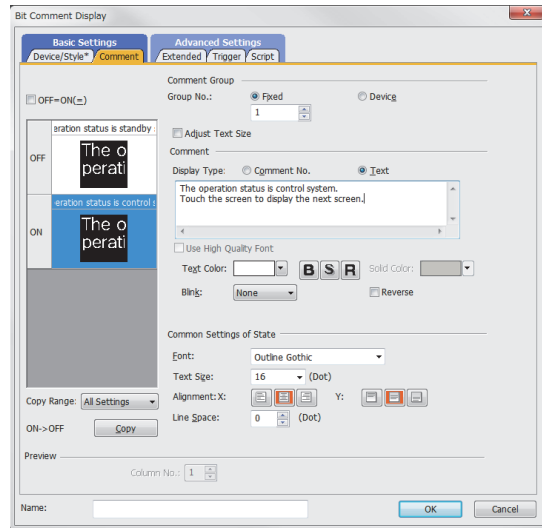 Bit Comment Display
Basic Settings
Advanced Settings
Device/Style* Comment Extended Trigger Script
Comment Group
OFF=ON(=)
Group No.: Fixed Device
1
Adjust Text Size
Comment
eration status is standby
OFF
The o
perati
Display Type: Comment No. Text
The operation status is control system.
Touch the screen to display the next screen.
eration status is control s
ON
The o
perati
Use High Quality Font
Text Color: B S R Solid Color:
Blink: None Reverse
Common Settings of State
Font: Outline Gothic
Text Size: 16 (Dot)
Copy Range: All Settings
Alignment: X: Y:
Line Space: 0 (Dot)
ON->OFF Copy
Preview
Column No.: 1
Name:
OK Cancel